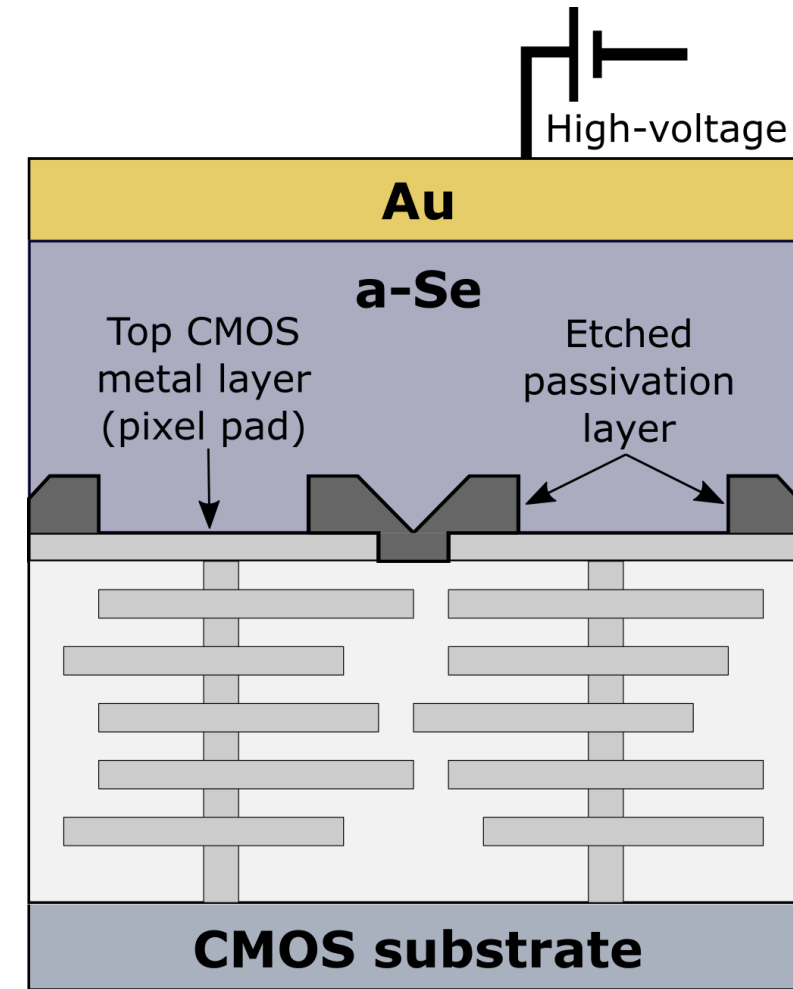 High-voltage
Au
a-Se
Top CMOS
metal layer
(pixel pad)
Etched
passivation
layer
CMOS substrate